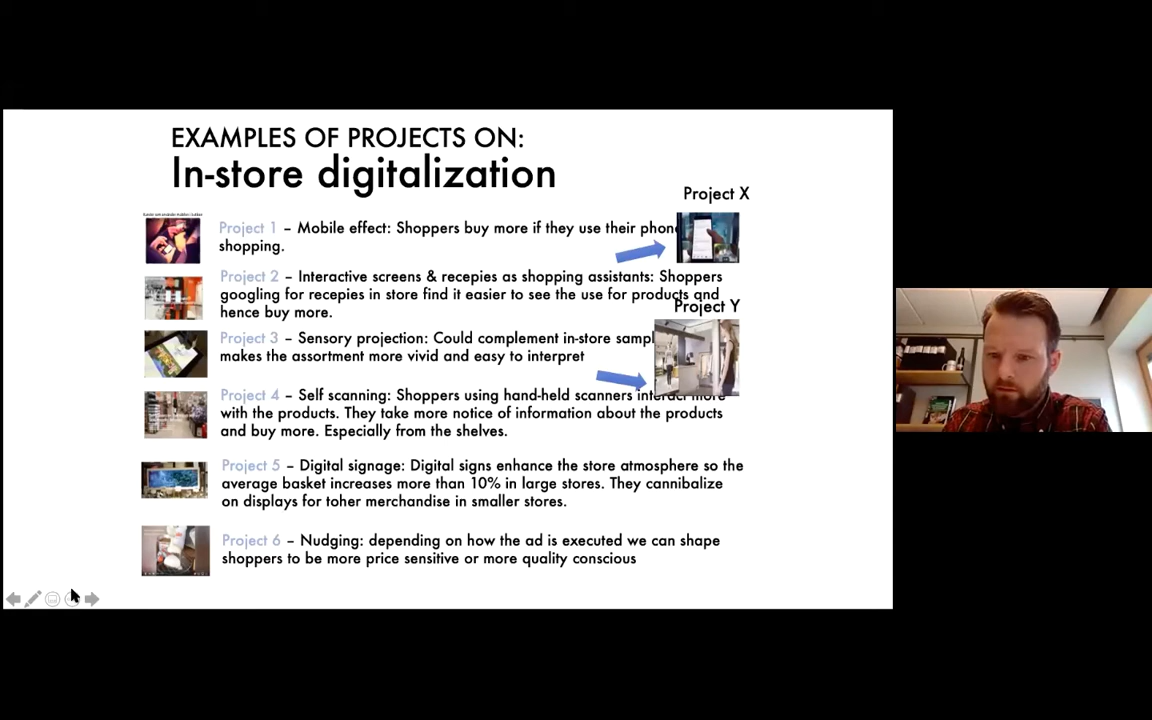 EXAMPLES OF PROJECTS ON:
In-store digitalization
Project X
Project 1 – Mobile effect: Shoppers buy more if they use their phone
shopping.
Project 2 – Interactive screens & recepies as shopping assistants: Shoppers
googling for recepies in store find it easier to see the use for products and
hence buy more.
Project Y
Project 3 – Sensory projection: Could complement in-store
makes the assortment more vivid and easy to interpret
Project 4 – Self scanning: Shoppers using hand-held scanners interact more
with the products. They take more notice of information about the products
and buy more. Especially from the shelves.
Project 5 – Digital signage: Digital signs enhance the store atmosphere so the
average basket increases more than 10% in large stores. They cannibalize
on displays for toher merchandise in smaller stores.
Project 6 – Nudging: depending on how the ad is executed we can shape
shoppers to be more price sensitive or more quality conscious